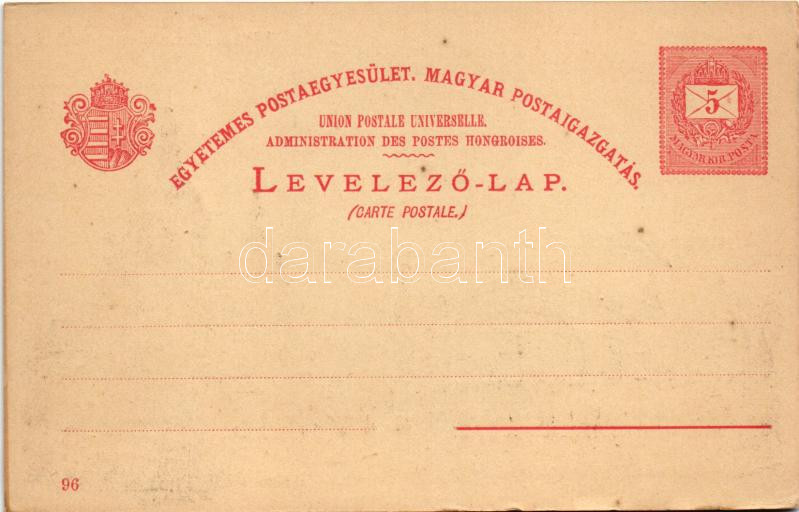 EGYETEMES POSTAEGYESÜLET. MAGYAR POSTAIGAZGATÁS.
UNION POSTALE UNIVERSELLE.
ADMINISTRATION DES POSTES HONGROISES.
LEVELEZŐ-LAP.
(CARTE POSTALE.)
5
MAGYAR KIR. POSTA
darabanth
96